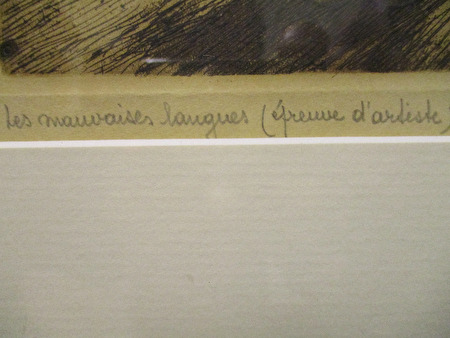 Les mauvaises langues (épreuve d'artiste)